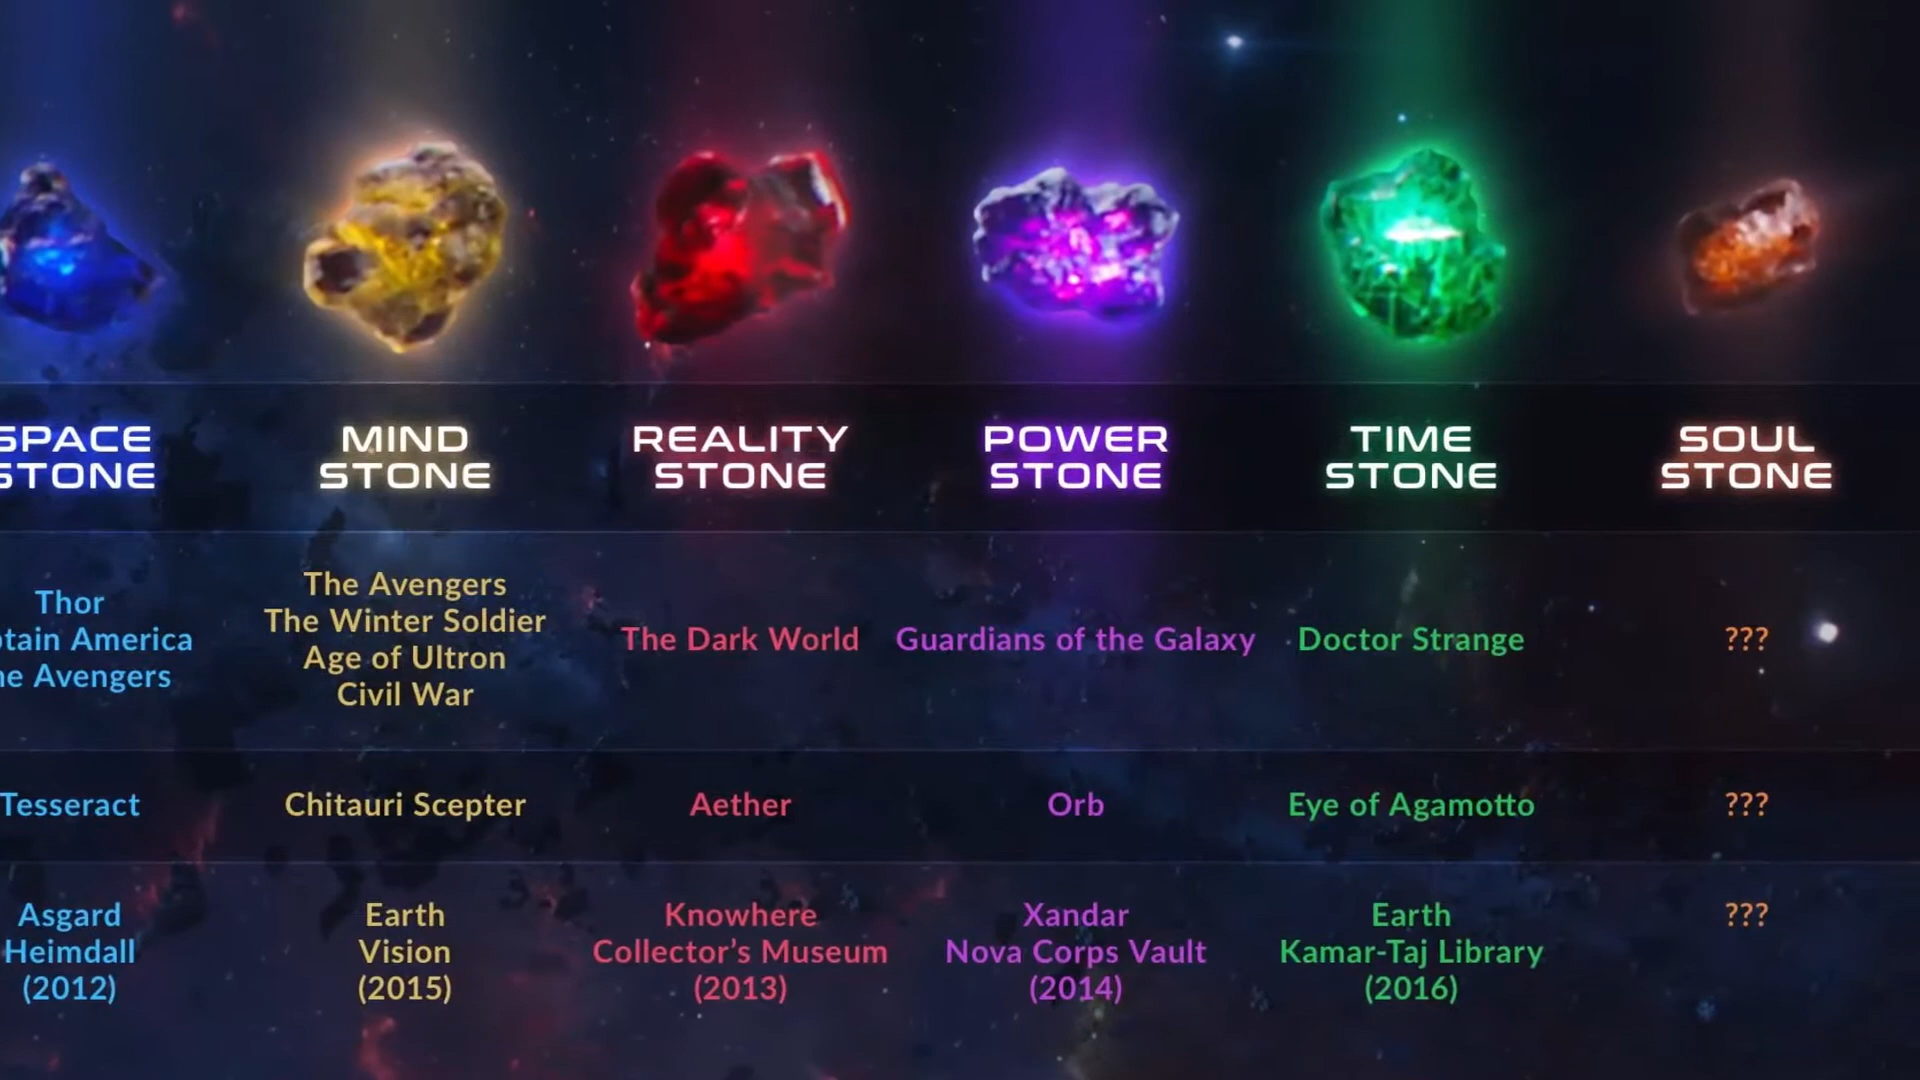 SPACE
STONE
MIND
STONE
REALITY
STONE
POWER
STONE
TIME
STONE
SOUL
STONE
Thor
ptain America
he Avengers
The Avengers
The Winter Soldier
Age of Ultron
Civil War
The Dark World
Guardians of the Galaxy
Doctor Strange
???
Tesseract
Chitauri Scepter
Aether
Orb
Eye of Agamotto
???
Asgard
Heimdall
(2012)
Earth
Vision
(2015)
Knowhere
Collector's Museum
(2013)
Xandar
Nova Corps Vault
(2014)
Earth
Kamar-Taj Library
(2016)
???